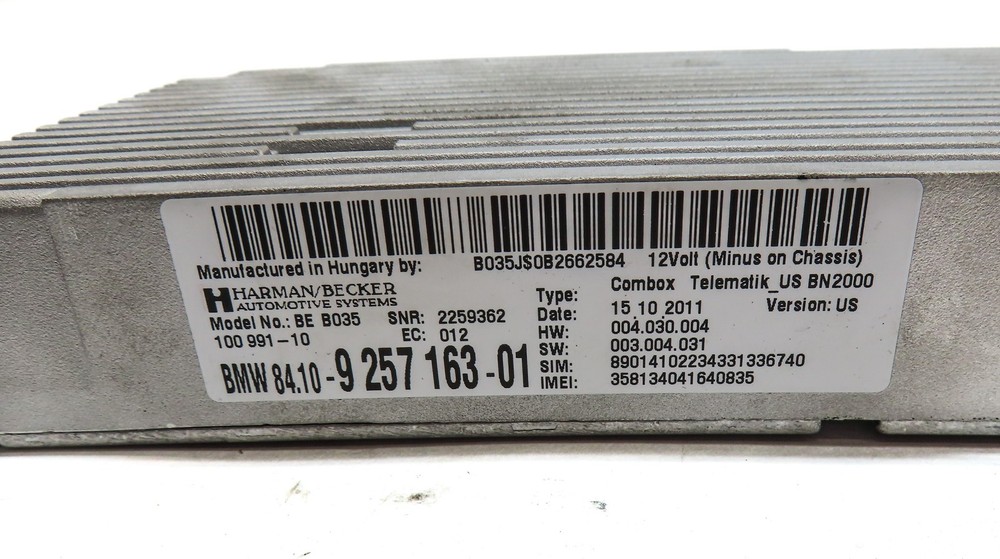 Manufactured in Hungary by: B035J$0B2662584 12Volt (Minus on Chassis)
HARMAN/BECKER
AUTOMOTIVE SYSTEMS
Model No.: BE B035 SNR: 2259362
100 991-10 EC: 012
BMW 84.10-9 257 163-01
Type: Combox Telematik_US BN2000
Date: 15 10 2011 Version: US
HW: 004.030.004
SW: 003.004.031
SIM: 89014102234331336740
IMEI: 358134041640835